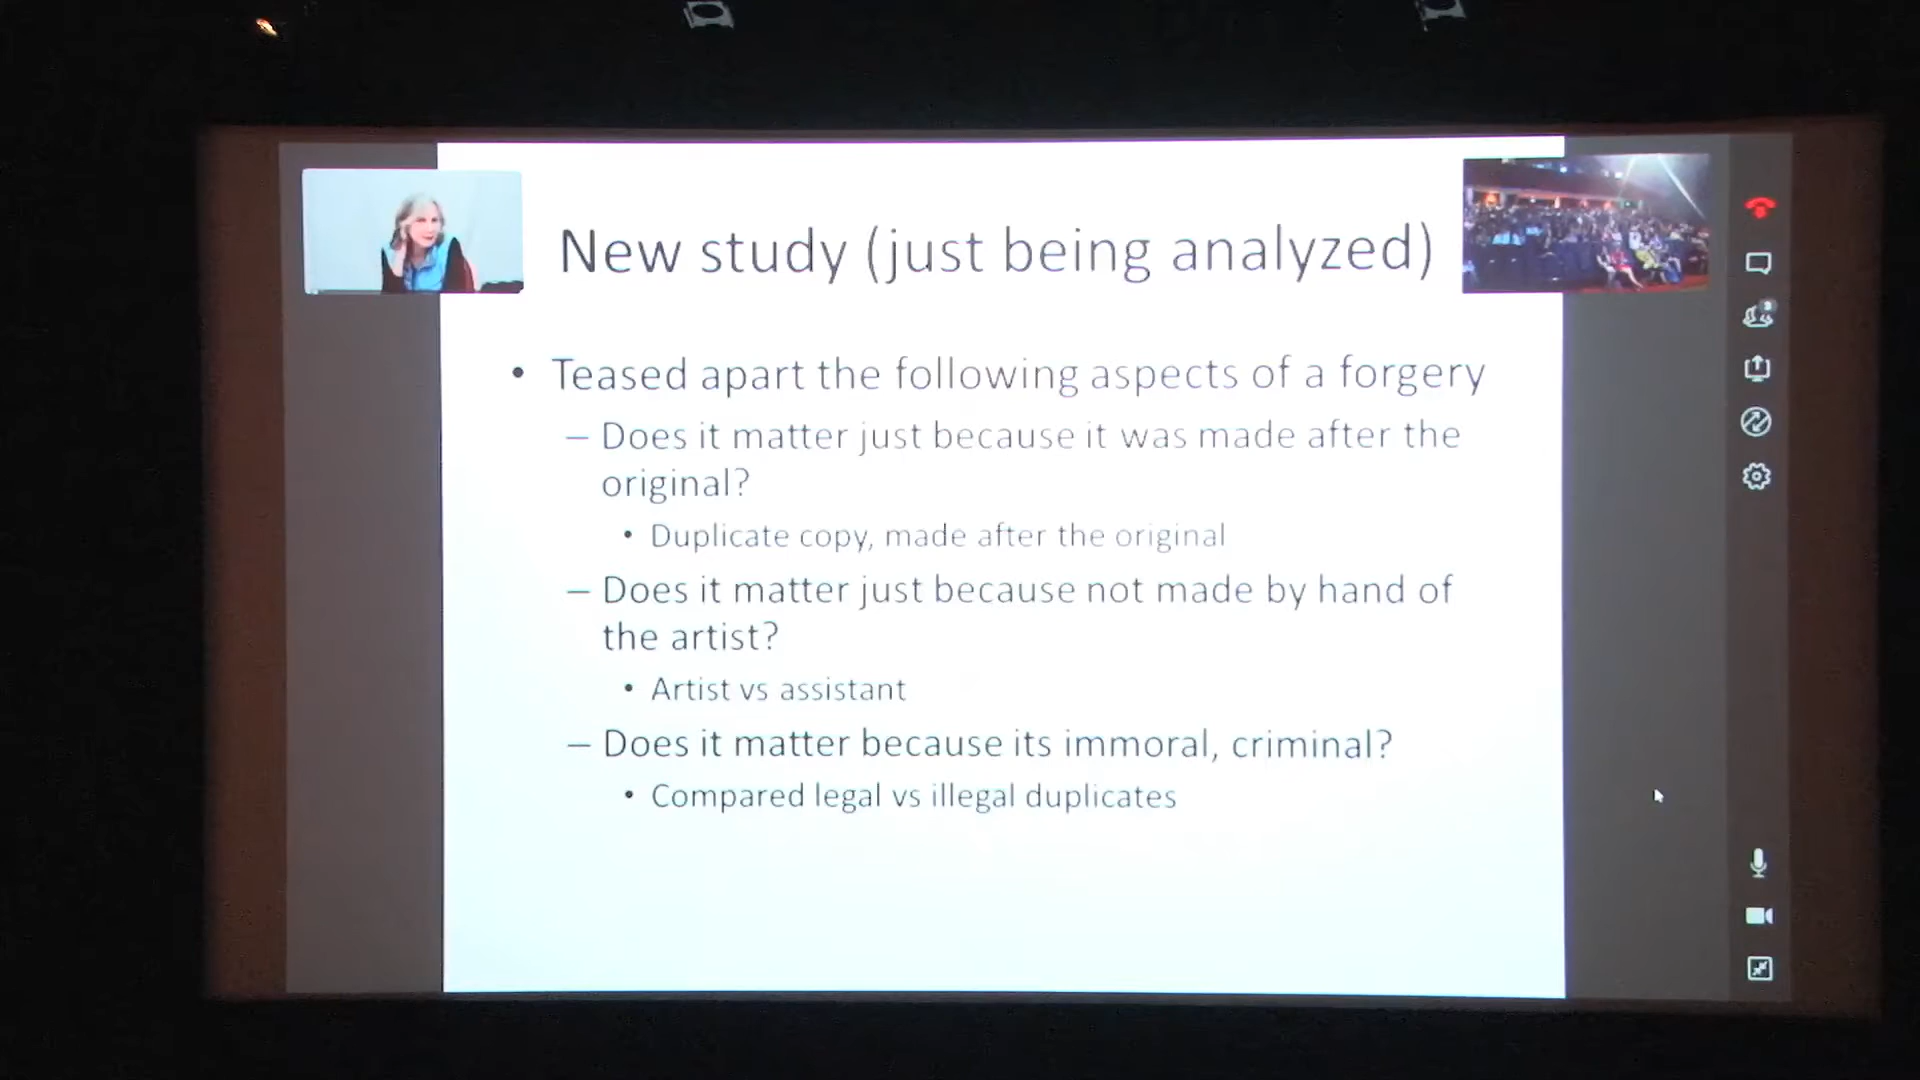 New study (just being analyzed)
• Teased apart the following aspects of a forgery
– Does it matter just because it was made after the
original?
• Duplicate copy, made after the original
– Does it matter just because not made by hand of
the artist?
• Artist vs assistant
– Does it matter because its immoral, criminal?
• Compared legal vs illegal duplicates